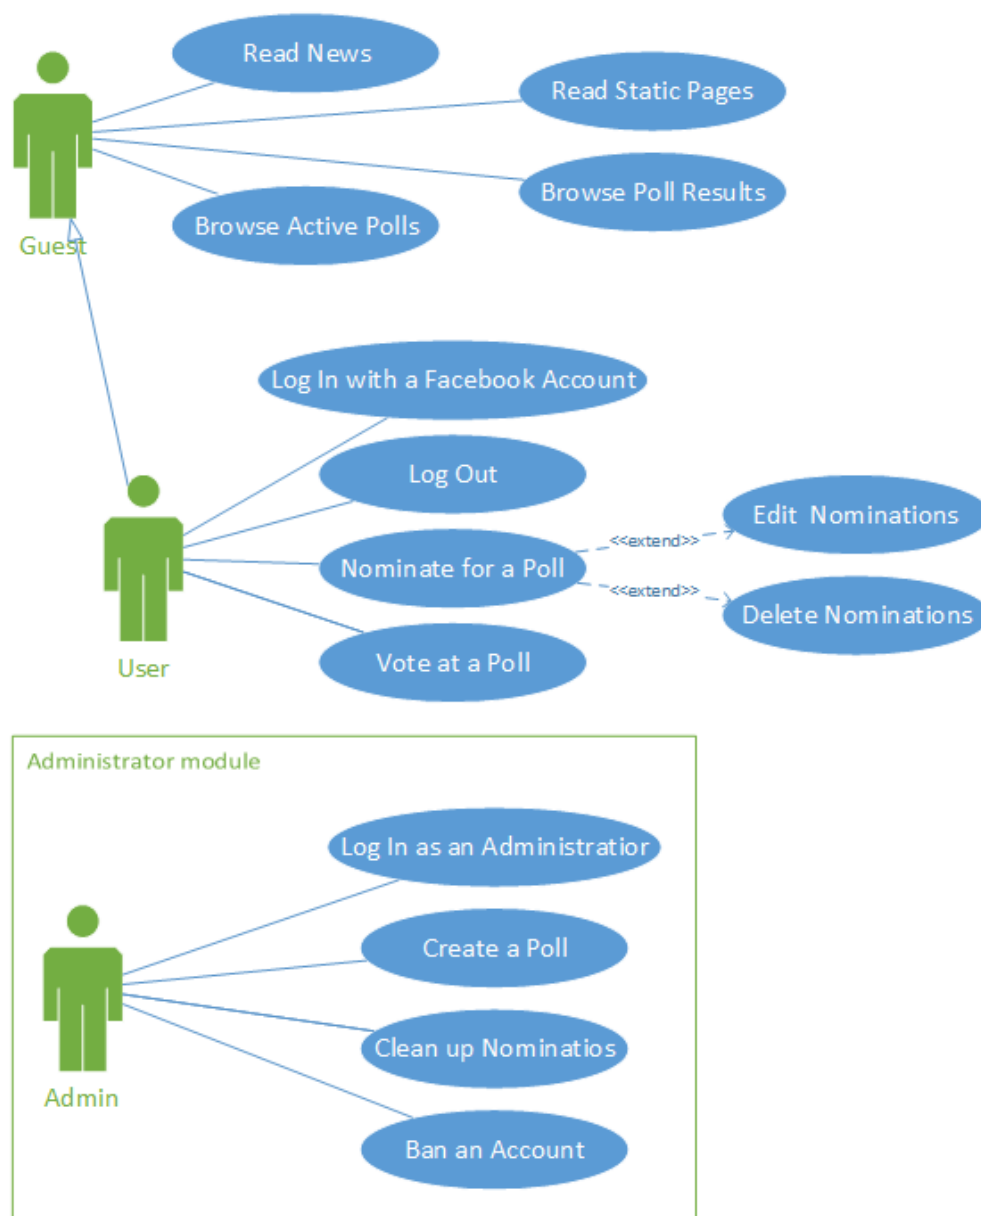 Read News
Read Static Pages
Browse Poll Results
Browse Active Polls
Guest
Log In with a Facebook Account
Log Out
Edit Nominations
<<extend>>
Nominate for a Poll
<<extend>>
Delete Nominations
Vote at a Poll
User
Administrator module
Log In as an Administratior
Create a Poll
Clean up Nominatios
Admin
Ban an Account